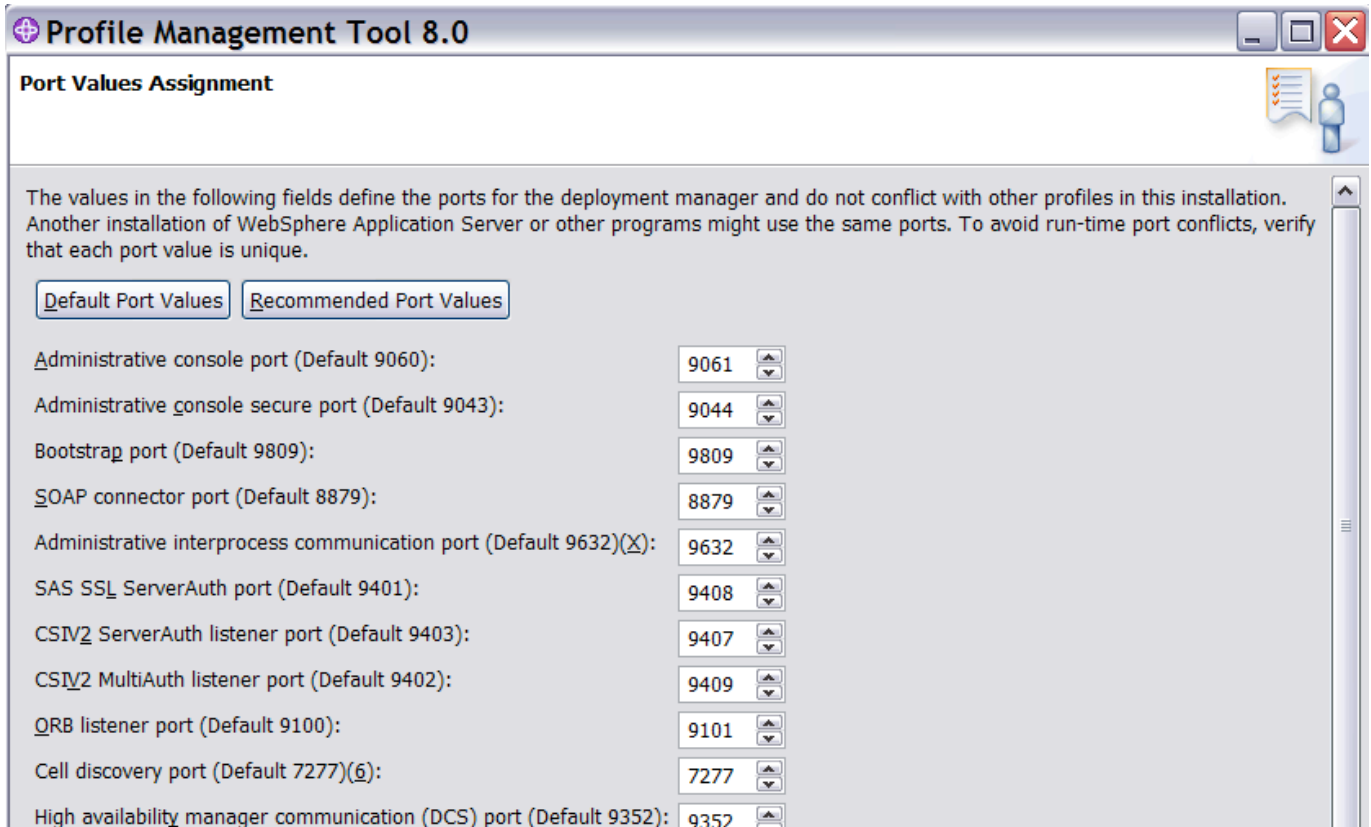 Profile Management Tool 8.0
Port Values Assignment
The values in the following fields define the ports for the deployment manager and do not conflict with other profiles in this installation.
Another installation of WebSphere Application Server or other programs might use the same ports. To avoid run-time port conflicts, verify
that each port value is unique.
Default Port Values Recommended Port Values
Administrative console port (Default 9060): 9061
Administrative console secure port (Default 9043): 9044
Bootstrap port (Default 9809): 9809
SOAP connector port (Default 8879): 8879
Administrative interprocess communication port (Default 9632)(X): 9632
SAS SSL ServerAuth port (Default 9401): 9408
CSIV2 ServerAuth listener port (Default 9403): 9407
CSIV2 MultiAuth listener port (Default 9402): 9409
ORB listener port (Default 9100): 9101
Cell discovery port (Default 7277)(6): 7277
High availability manager communication (DCS) port (Default 9352): 9352